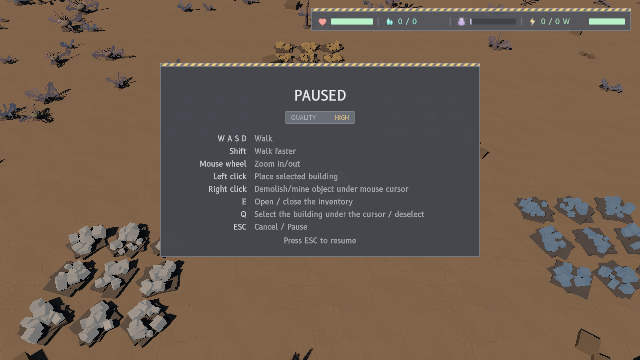 0 / 0
0 / 0 W
PAUSED
QUALITY HIGH
W A S D Walk
Shift Walk faster
Mouse wheel Zoom in/out
Left click Place selected building
Right click Demolish/mine object under mouse cursor
E Open / close the inventory
Q Select the building under the cursor / deselect
ESC Cancel / Pause
Press ESC to resume